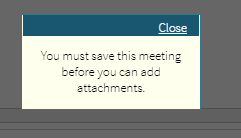 Close
You must save this meeting
before you can add
attachments.